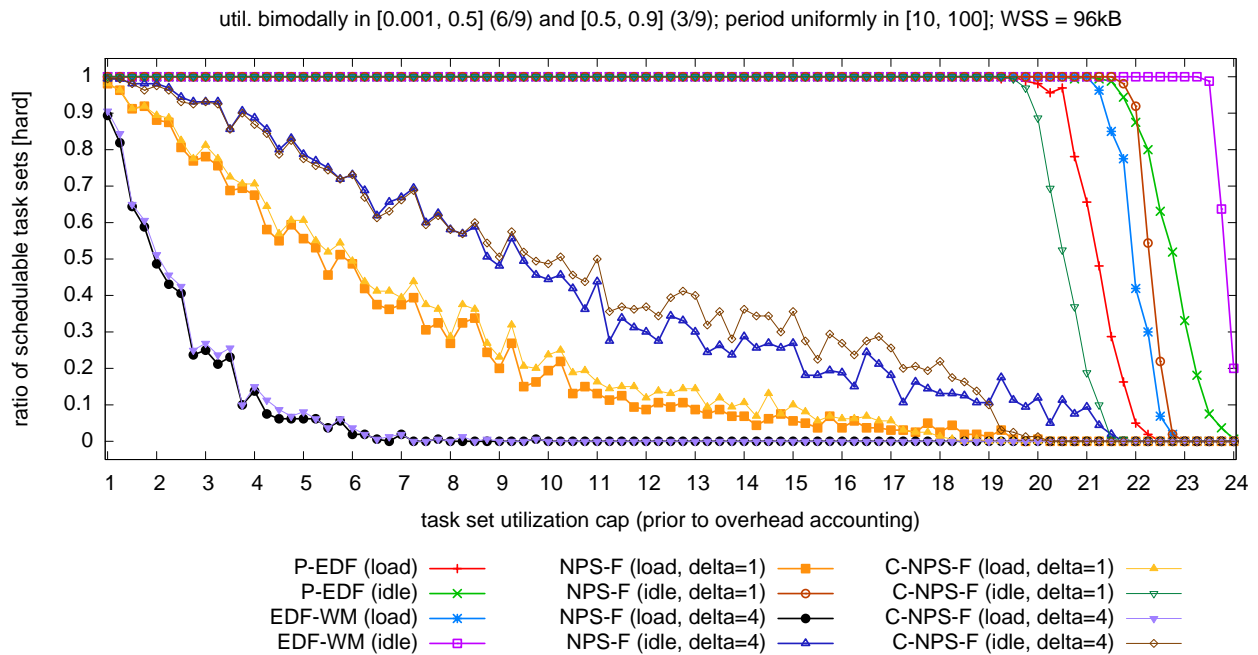 util. bimodally in [0.001, 0.5] (6/9) and [0.5, 0.9] (3/9); period uniformly in [10, 100]; WSS = 96kB
ratio of schedulable task sets [hard]
1
0.9
0.8
0.7
0.6
0.5
0.4
0.3
0.2
0.1
0
1 2 3 4 5 6 7 8 9 10 11 12 13 14 15 16 17 18 19 20 21 22 23 24
task set utilization cap (prior to overhead accounting)
P-EDF (load) NPS-F (load, delta=1) C-NPS-F (load, delta=1)
P-EDF (idle) NPS-F (idle, delta=1) C-NPS-F (idle, delta=1)
EDF-WM (load) NPS-F (load, delta=4) C-NPS-F (load, delta=4)
EDF-WM (idle) NPS-F (idle, delta=4) C-NPS-F (idle, delta=4)